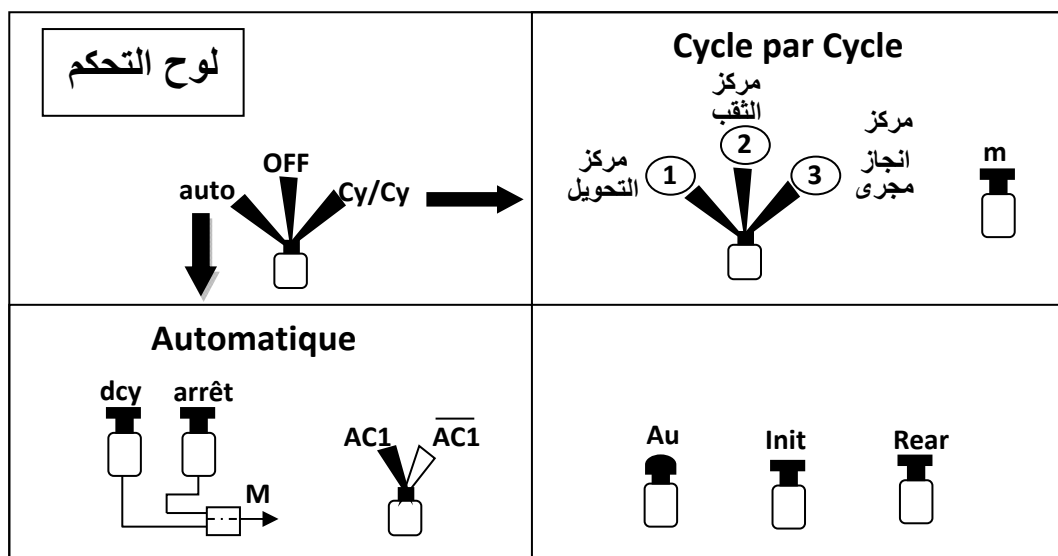 لوح التحكم
OFF
auto
Cy/Cy
Cycle par Cycle
مركز
الثقب
مركز
التحويل
1
2
3
مركز
انجاز
مجرى
m
Automatique
dcy
arrêt
M
AC1
A̅C̅1̅
Au
Init
Rear